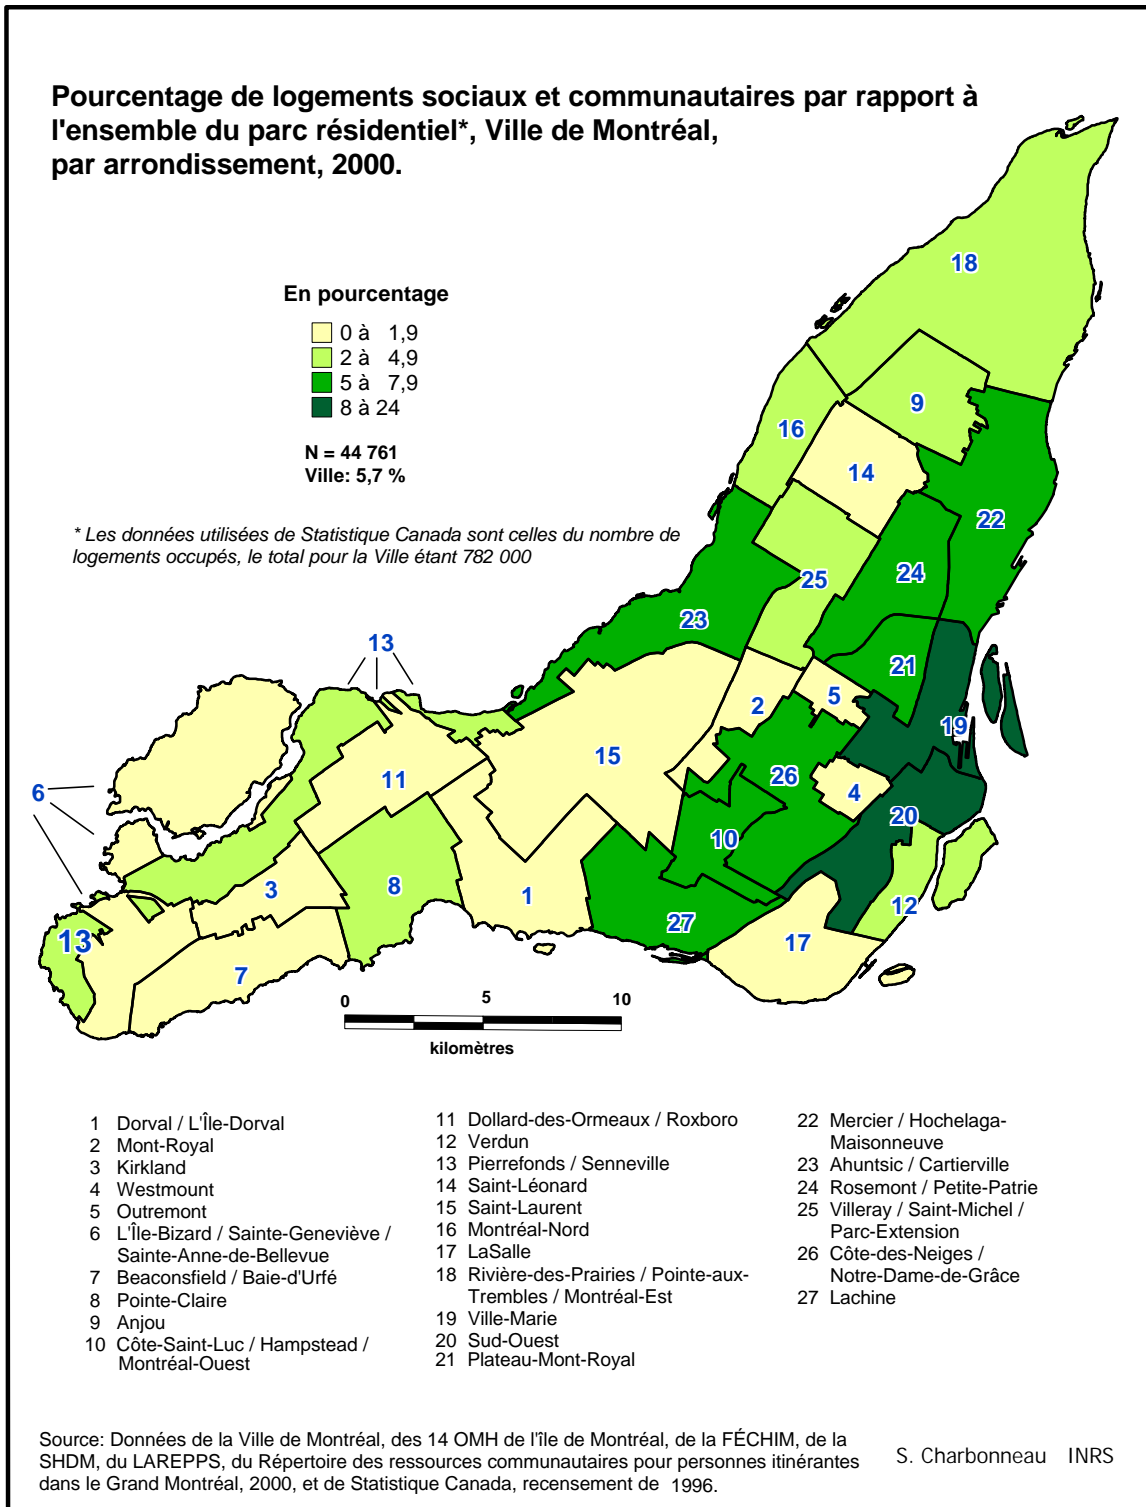 Pourcentage de logements sociaux et communautaires par rapport à
l'ensemble du parc résidentiel*, Ville de Montréal,
par arrondissement, 2000.
En pourcentage
0 à 1,9
2 à 4,9
5 à 7,9
8 à 24
N = 44 761
Ville: 5,7 %
* Les données utilisées de Statistique Canada sont celles du nombre de
logements occupés, le total pour la Ville étant 782 000
18
9
16
14
22
24
25
23
13
21
5
2
19
15
26
11
6
4
20
10
3
8
1
12
27
13
17
7
0 5 10
kilomètres
1 Dorval / L'Île-Dorval
2 Mont-Royal
3 Kirkland
4 Westmount
5 Outremont
6 L'Île-Bizard / Sainte-Geneviève /
Sainte-Anne-de-Bellevue
7 Beaconsfield / Baie-d'Urfé
8 Pointe-Claire
9 Anjou
10 Côte-Saint-Luc / Hampstead /
Montréal-Ouest
11 Dollard-des-Ormeaux / Roxboro
12 Verdun
13 Pierrefonds / Senneville
14 Saint-Léonard
15 Saint-Laurent
16 Montréal-Nord
17 LaSalle
18 Rivière-des-Prairies / Pointe-aux-
Trembles / Montréal-Est
19 Ville-Marie
20 Sud-Ouest
21 Plateau-Mont-Royal
22 Mercier / Hochelaga-
Maisonneuve
23 Ahuntsic / Cartierville
24 Rosemont / Petite-Patrie
25 Villeray / Saint-Michel /
Parc-Extension
26 Côte-des-Neiges /
Notre-Dame-de-Grâce
27 Lachine
Source: Données de la Ville de Montréal, des 14 OMH de l'île de Montréal, de la FÉCHIM, de la
SHDM, du LAREPPS, du Répertoire des ressources communautaires pour personnes itinérantes
dans le Grand Montréal, 2000, et de Statistique Canada, recensement de 1996.
S. Charbonneau INRS